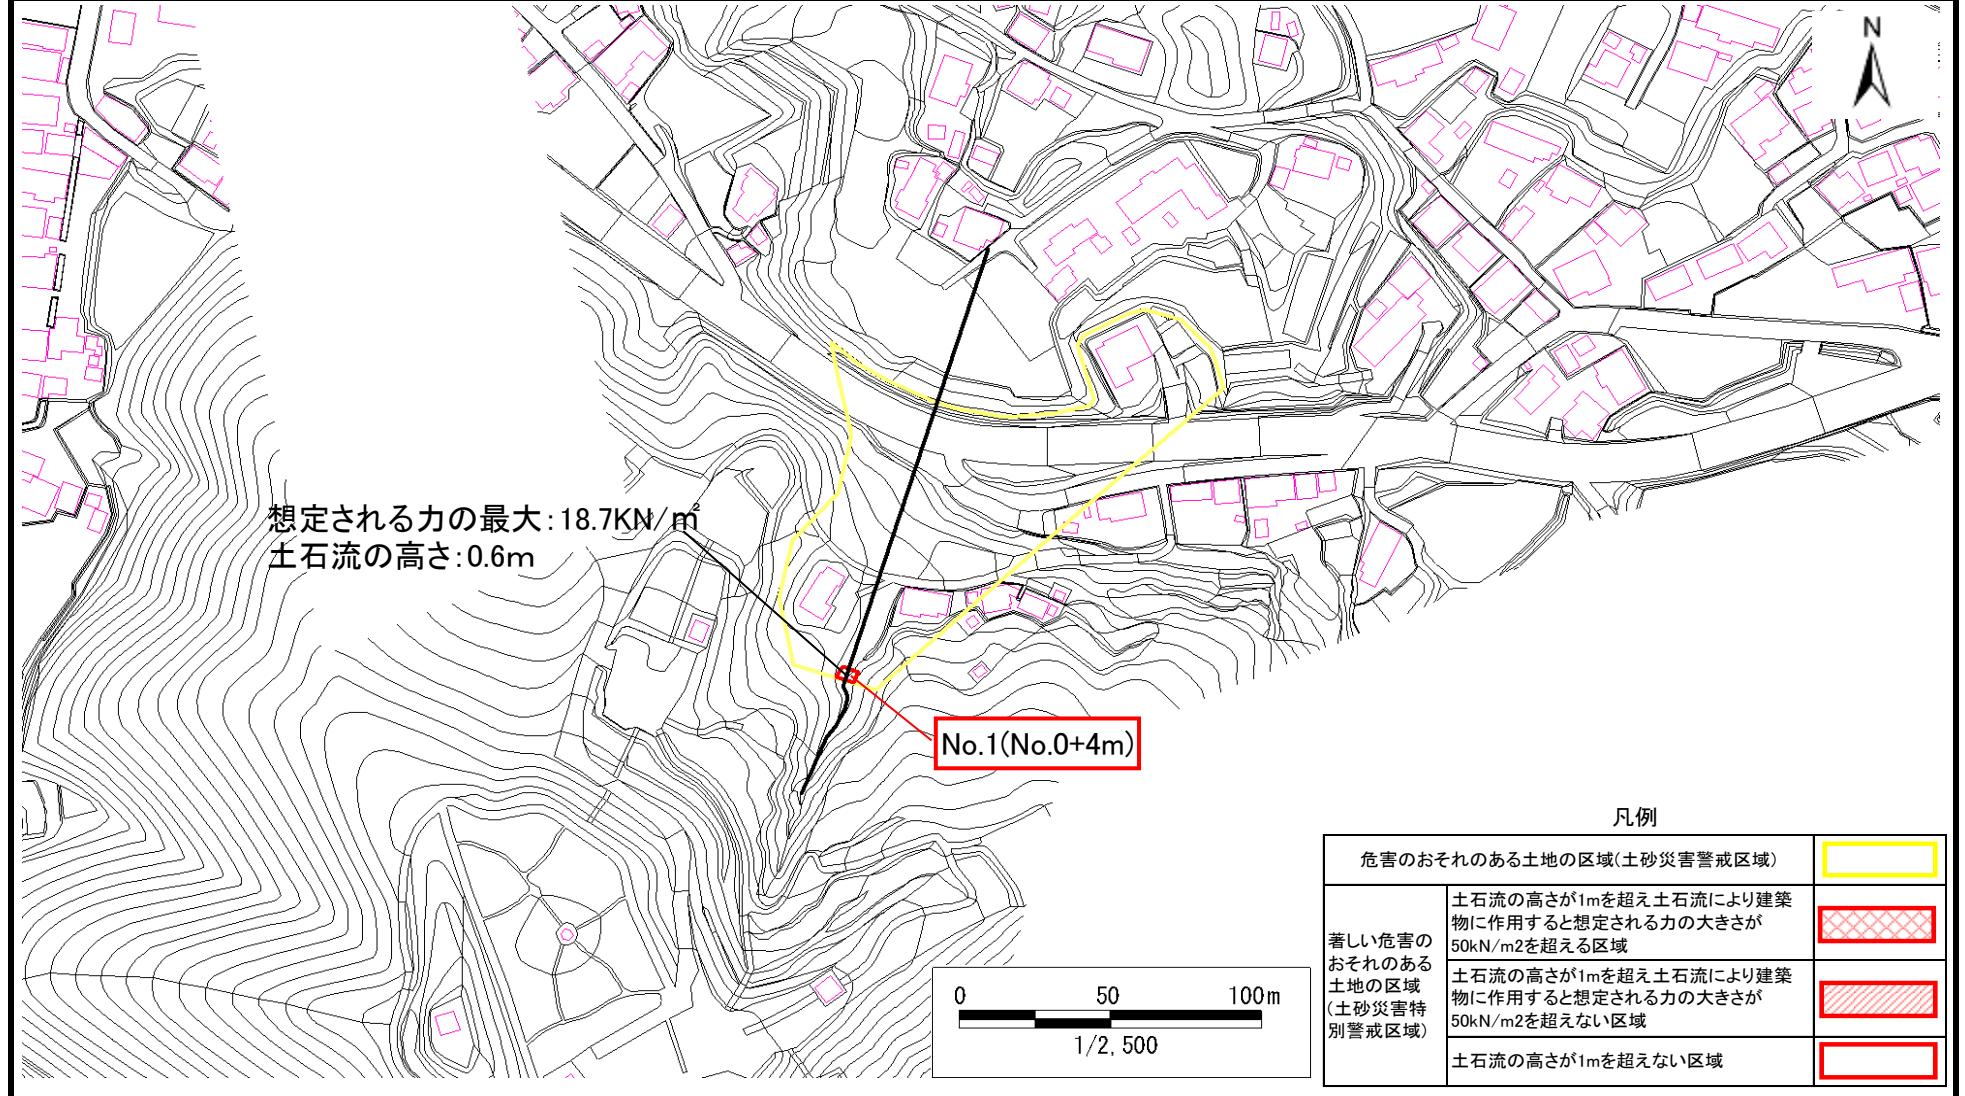 N
想定される力の最大:18.7KN/㎡
土石流の高さ:0.6m
No.1(No.0+4m)
0 50 100m
1/2,500
凡例
危害のおそれのある土地の区域(土砂災害警戒区域)
著しい危害の
おそれのある
土地の区域
(土砂災害特
別警戒区域)
土石流の高さが1mを超え土石流により建築
物に作用すると想定される力の大きさが
50kN/m2を超える区域
土石流の高さが1mを超え土石流により建築
物に作用すると想定される力の大きさが
50kN/m2を超えない区域
土石流の高さが1mを超えない区域